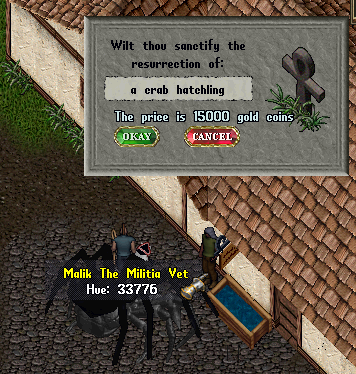 Wilt thou sanctify the
resurrection of:
a crab hatchling
The price is 15000 gold coins
OKAY
CANCEL
Malik The Militia Vet
Hue: 33776